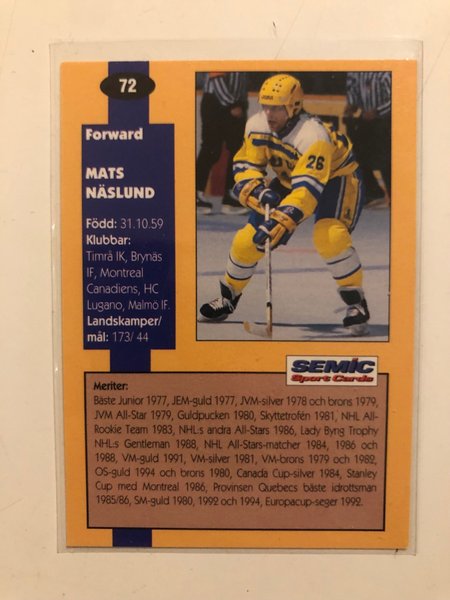 72
Forward
MATS
NÄSLUND
Född: 31.10.59
Klubbar:
Timrå IK, Brynäs
IF, Montreal
Canadiens, HC
Lugano, Malmö IF.
Landskamper/
mål: 173/ 44
26
SEMIC
Sport Cards
Meriter:
Bäste Junior 1977, JEM-guld 1977, JVM-silver 1978 och brons 1979,
JVM All-Star 1979, Guldpucken 1980, Skyttetrofén 1981, NHL All-
Rookie Team 1983, NHL:s andra All-Stars 1986, Lady Byng Trophy
NHL:s Gentleman 1988, NHL All-Stars-matcher 1984, 1986 och
1988, VM-guld 1991, VM-silver 1981, VM-brons 1979 och 1982,
OS-guld 1994 och brons 1980, Canada Cup-silver 1984, Stanley
Cup med Montreal 1986, Provinsen Quebecs bäste idrottsman
1985/86, SM-guld 1980, 1992 och 1994, Europacup-seger 1992.